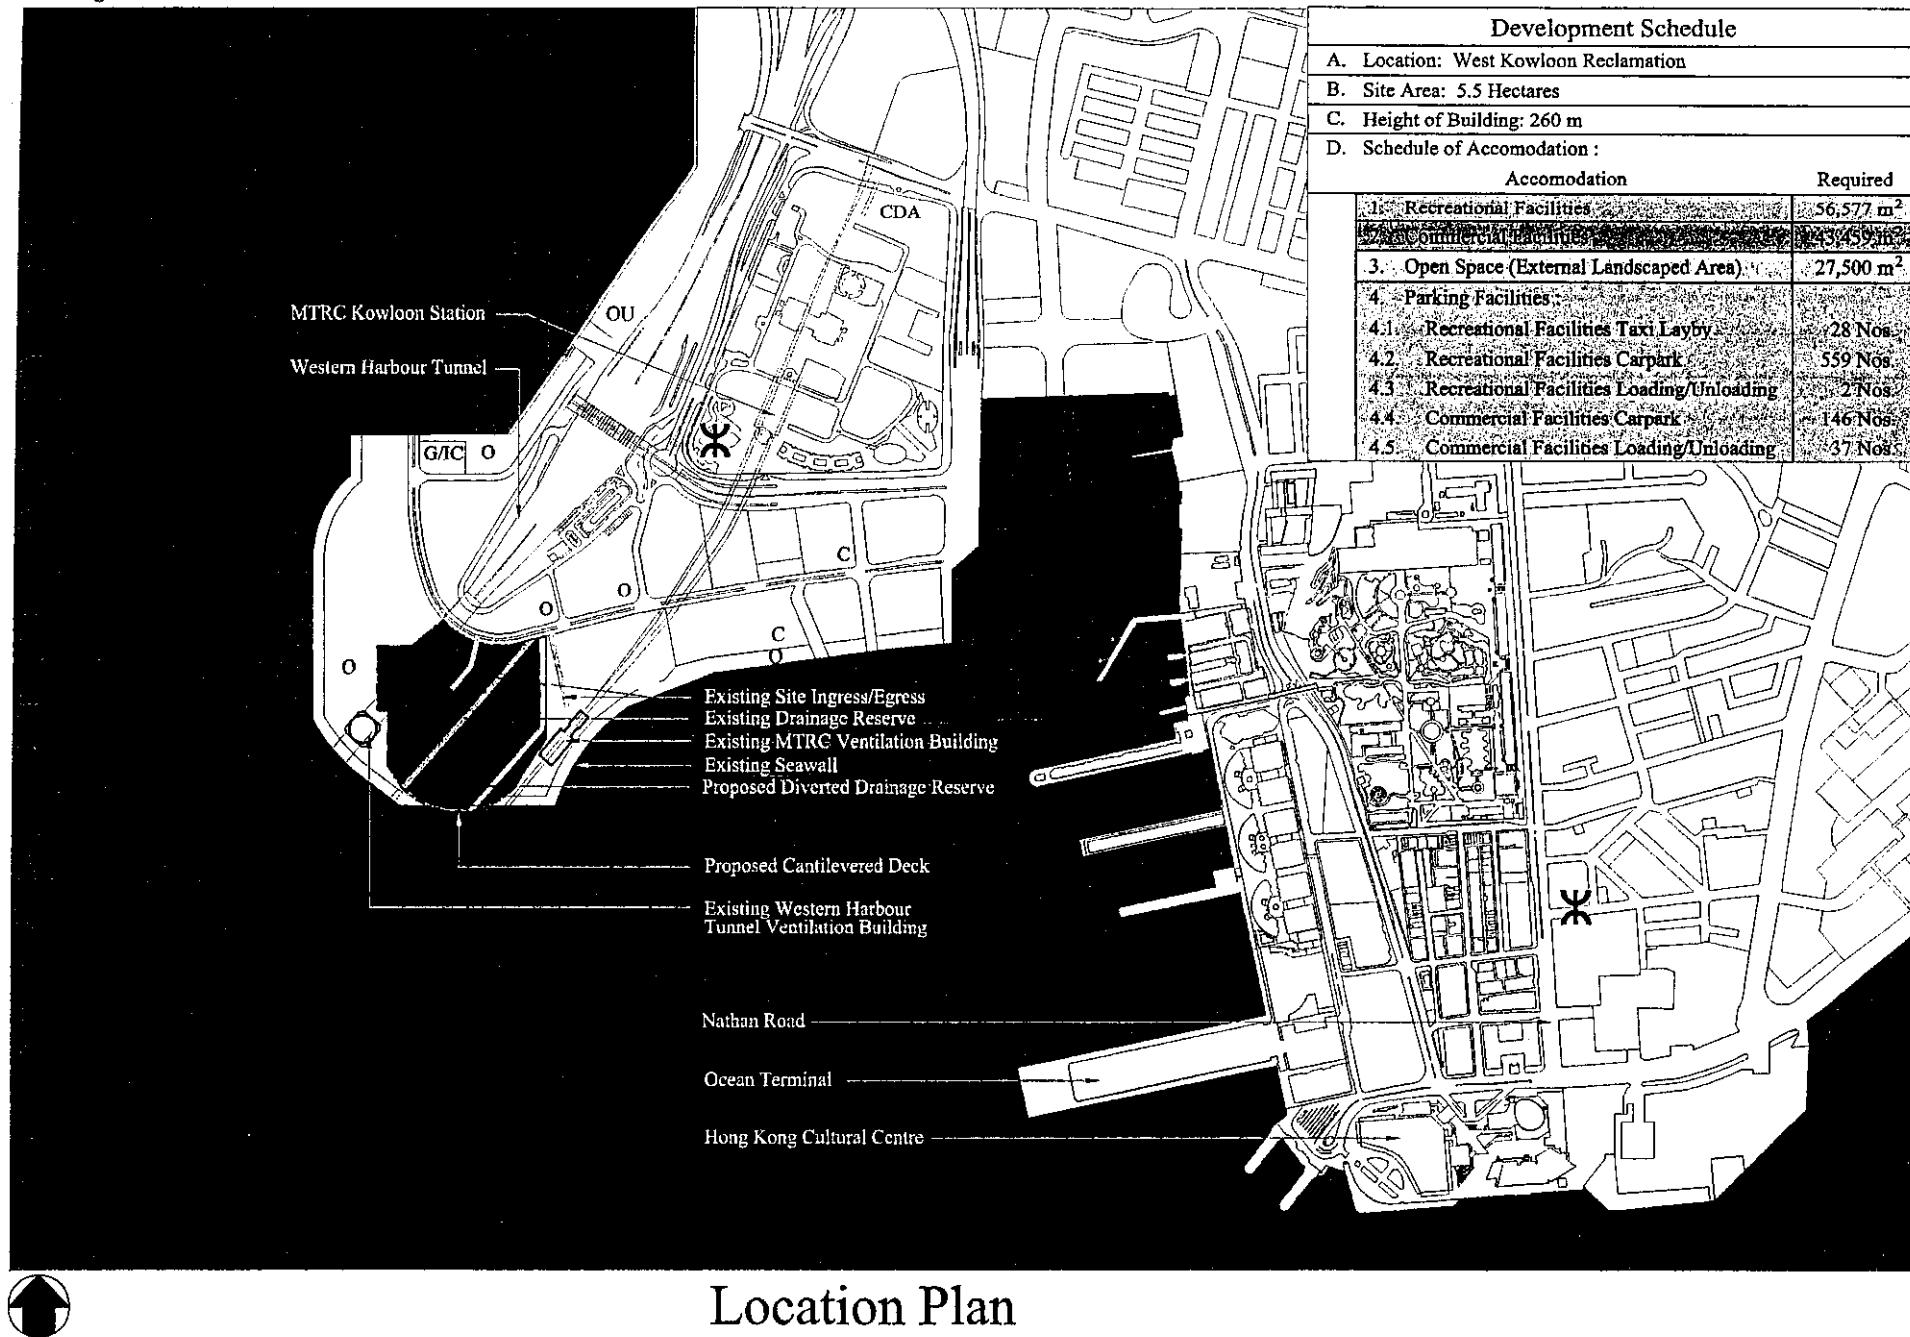 Development Schedule
A. Location: West Kowloon Reclamation
B. Site Area: 5.5 Hectares
C. Height of Building: 260 m
D. Schedule of Accomodation :
Accomodation Required
1. Recreational Facilities 56,577 m²
2. Commercial Facilities 43,459 m²
3. Open Space (External Landscaped Area) 27,500 m²
4. Parking Facilities :
4.1. Recreational Facilities Taxi Layby 28 Nos.
4.2. Recreational Facilities Carpark 559 Nos.
4.3 Recreational Facilities Loading/Unloading 2 Nos.
4.4. Commercial Facilities Carpark 146 Nos.
4.5. Commercial Facilities Loading/Unloading 37 Nos.
CDA
MTRC Kowloon Station
OU
Western Harbour Tunnel
G/IC O
C
O
O
C
O
O
Existing Site Ingress/Egress
Existing Drainage Reserve
Existing MTRC Ventilation Building
Existing Seawall
Proposed Diverted Drainage Reserve
Proposed Cantilevered Deck
Existing Western Harbour
Tunnel Ventilation Building
Nathan Road
Ocean Terminal
Hong Kong Cultural Centre
Location Plan